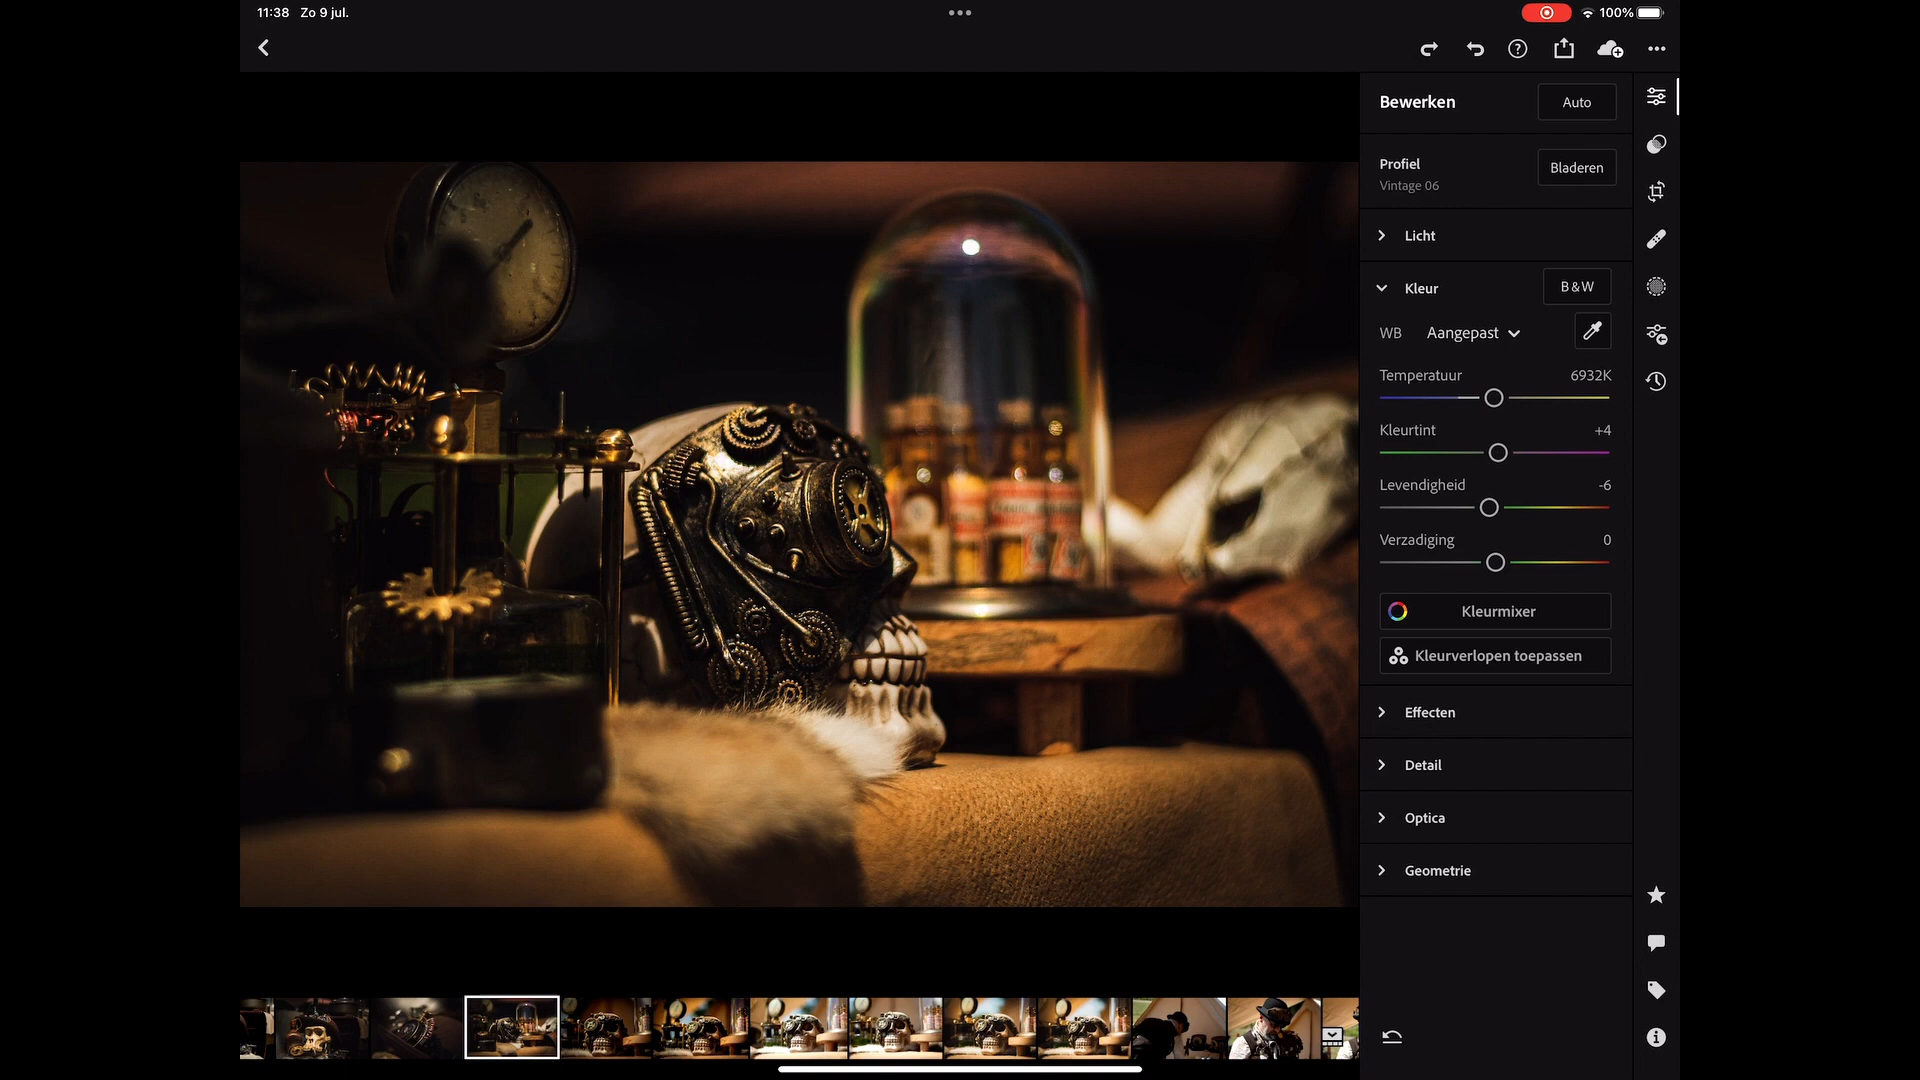 11:38 Zo 9 jul.
100%
Bewerken
Auto
Profiel
Vintage 06
Bladeren
Licht
Kleur
B & W
WB
Aangepast
Temperatuur
6932K
Kleurtint
+4
Levendigheid
-6
Verzadiging
0
Kleurmixer
Kleurverlopen toepassen
Effecten
Detail
Optica
Geometrie